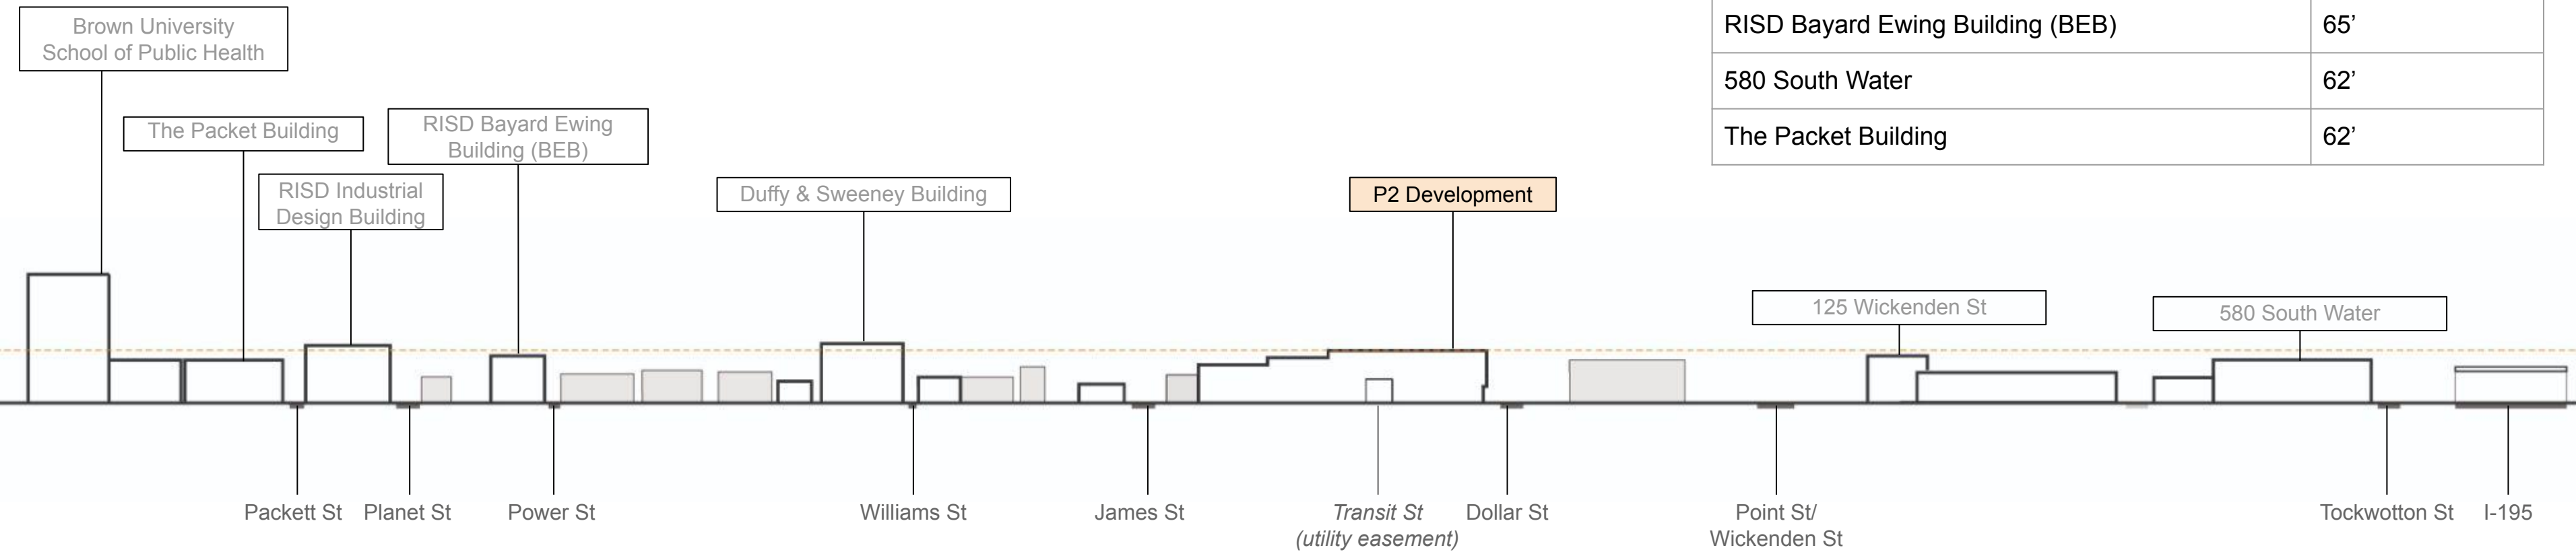 Brown University
School of Public Health
RISD Bayard Ewing Building (BEB) 65’
580 South Water 62’
The Packet Building 62’
The Packet Building
RISD Bayard Ewing
Building (BEB)
RISD Industrial
Design Building
Duffy & Sweeney Building
P2 Development
125 Wickenden St
580 South Water
Packett St
Planet St
Power St
Williams St
James St
Transit St
(utility easement)
Dollar St
Point St/
Wickenden St
Tockwotton St
I-195